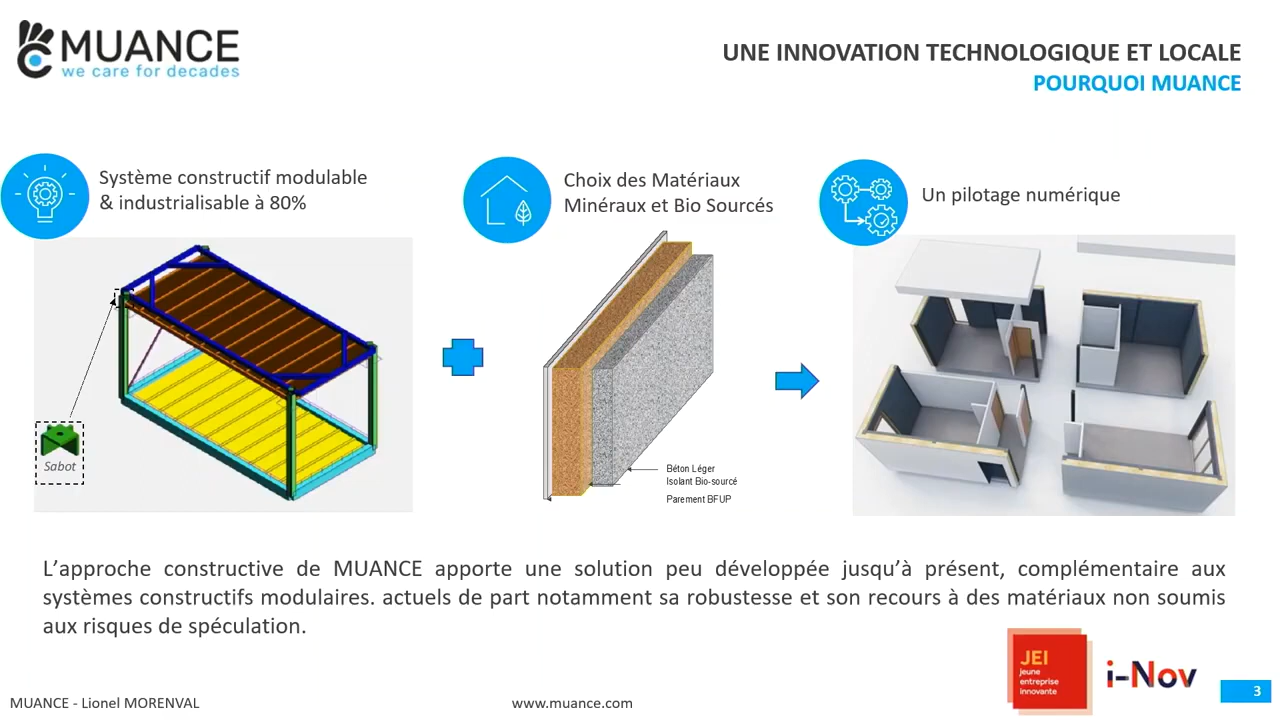 MUANCE
we care for decades
UNE INNOVATION TECHNOLOGIQUE ET LOCALE
POURQUOI MUANCE
Système constructif modulable
& industrialisable à 80%
Choix des Matériaux
Minéraux et Bio Sourcés
Un pilotage numérique
Sabot
Béton Léger
Isolant Bio-sourcé
Parement BFUP
L’approche constructive de MUANCE apporte une solution peu développée jusqu’à présent, complémentaire aux
systèmes constructifs modulaires. actuels de part notamment sa robustesse et son recours à des matériaux non soumis
aux risques de spéculation.
JEI
jeune
entreprise
innovante
i-Nov
MUANCE - Lionel MORENVAL
www.muance.com
3